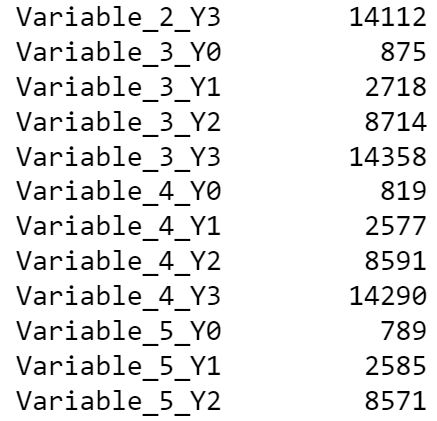 Variable_2_Y3 14112
Variable_3_Y0 875
Variable_3_Y1 2718
Variable_3_Y2 8714
Variable_3_Y3 14358
Variable_4_Y0 819
Variable_4_Y1 2577
Variable_4_Y2 8591
Variable_4_Y3 14290
Variable_5_Y0 789
Variable_5_Y1 2585
Variable_5_Y2 8571